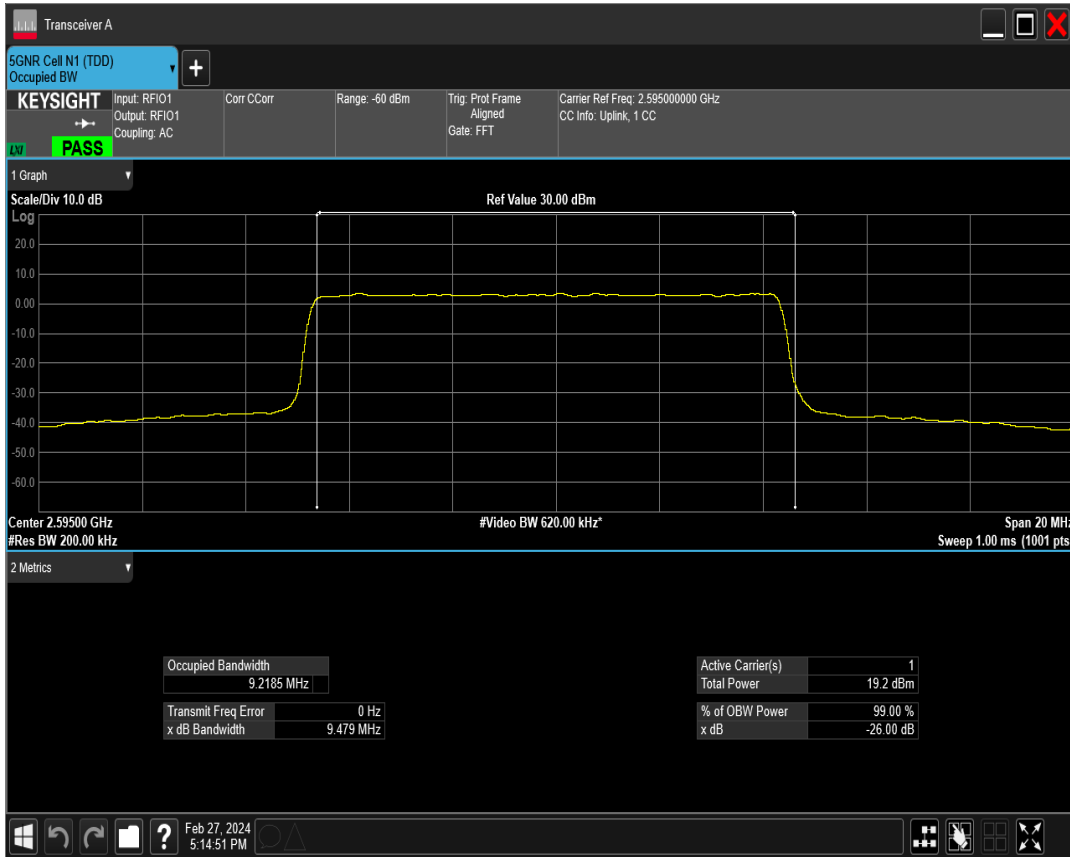 Transceiver A
5GNR Cell N1 (TDD)
Occupied BW
+
KEYSIGHT
LXI
PASS
Input: RFIO1
Output: RFIO1
Coupling: AC
Corr CCorr
Range: -60 dBm
Trig: Prot Frame
Aligned
Gate: FFT
Carrier Ref Freq: 2.595000000 GHz
CC Info: Uplink, 1 CC
1 Graph
Scale/Div 10.0 dB
Ref Value 30.00 dBm
Log
20.0
10.0
0.00
-10.0
-20.0
-30.0
-40.0
-50.0
-60.0
Center 2.59500 GHz
#Video BW 620.00 kHz*
Span 20 MHz
#Res BW 200.00 kHz
Sweep 1.00 ms (1001 pts
2 Metrics
Occupied Bandwidth
9.2185 MHz
Transmit Freq Error 0 Hz
x dB Bandwidth 9.479 MHz
Active Carrier(s) 1
Total Power 19.2 dBm
% of OBW Power 99.00 %
x dB -26.00 dB
?
Feb 27, 2024
5:14:51 PM